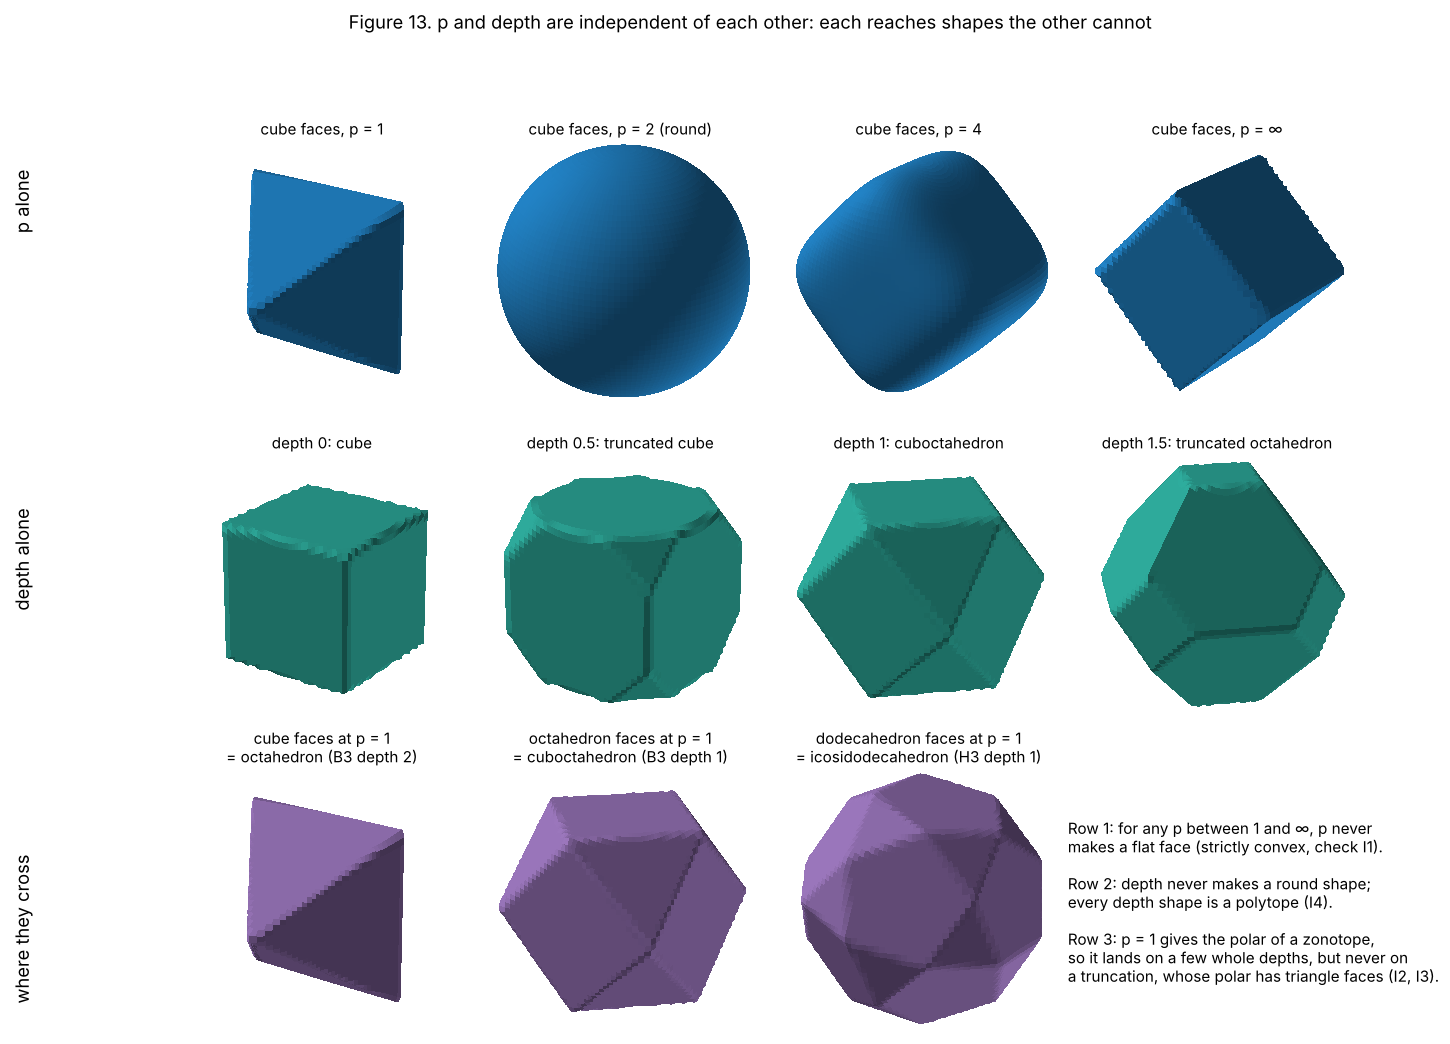 Figure 13. p and depth are independent of each other: each reaches shapes the other cannot
p alone
cube faces, p = 1
cube faces, p = 2 (round)
cube faces, p = 4
cube faces, p = ∞
depth alone
depth 0: cube
depth 0.5: truncated cube
depth 1: cuboctahedron
depth 1.5: truncated octahedron
where they cross
cube faces at p = 1
= octahedron (B3 depth 2)
octahedron faces at p = 1
= cuboctahedron (B3 depth 1)
dodecahedron faces at p = 1
= icosidodecahedron (H3 depth 1)
Row 1: for any p between 1 and ∞, p never
makes a flat face (strictly convex, check I1).
Row 2: depth never makes a round shape;
every depth shape is a polytope (I4).
Row 3: p = 1 gives the polar of a zonotope,
so it lands on a few whole depths, but never on
a truncation, whose polar has triangle faces (I2, I3).